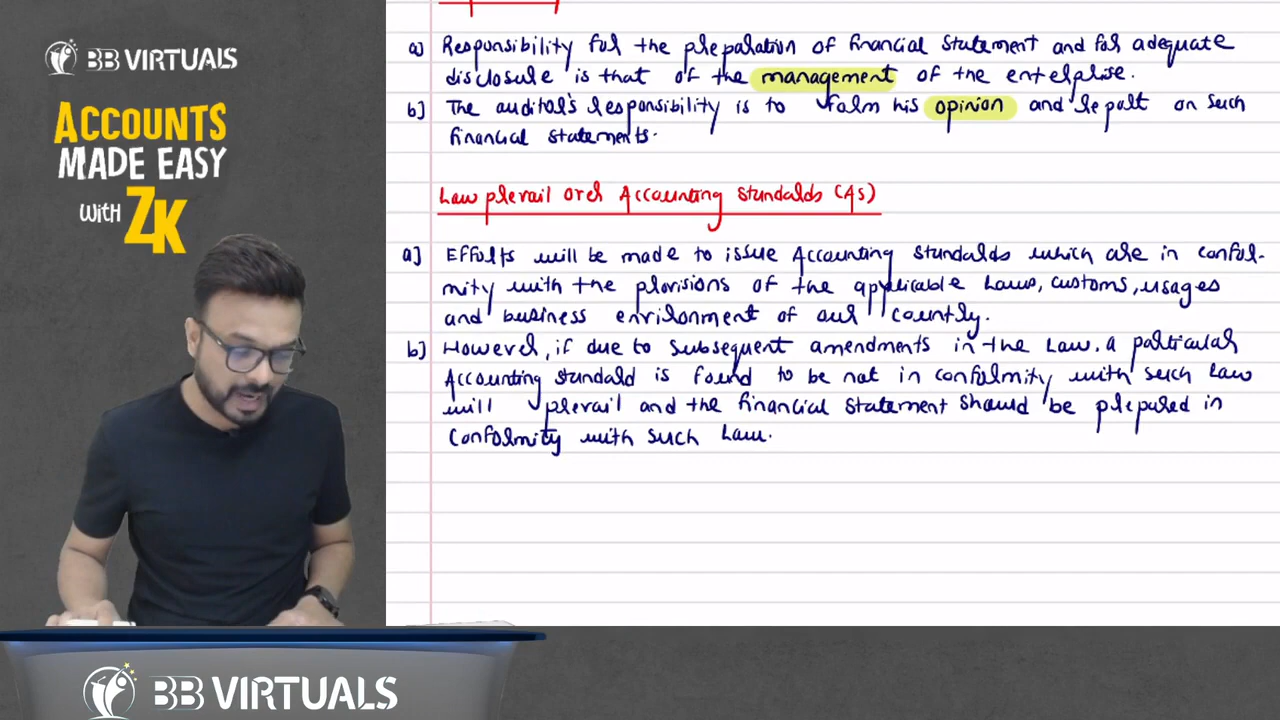 BB VIRTUALS
ACCOUNTS
MADE EASY
with ZK
a) Responsibility for the preparation of financial statement and for adequate
disclosure is that of the management of the enterprise.
b) The auditor's responsibility is to form his opinion and report on such
financial statements.
Law prevail over Accounting standards (AS)
a] Efforts will be made to issue Accounting standards which are in confor-
mity with the provisions of the applicable Laws, customs, usages
and business environment of our country.
b] However, if due to subsequent amendments in the Law, a particular
Accounting standard is found to be not in conformity with such law
will prevail and the financial statement should be prepared in
conformity with such Law.
BB VIRTUALS